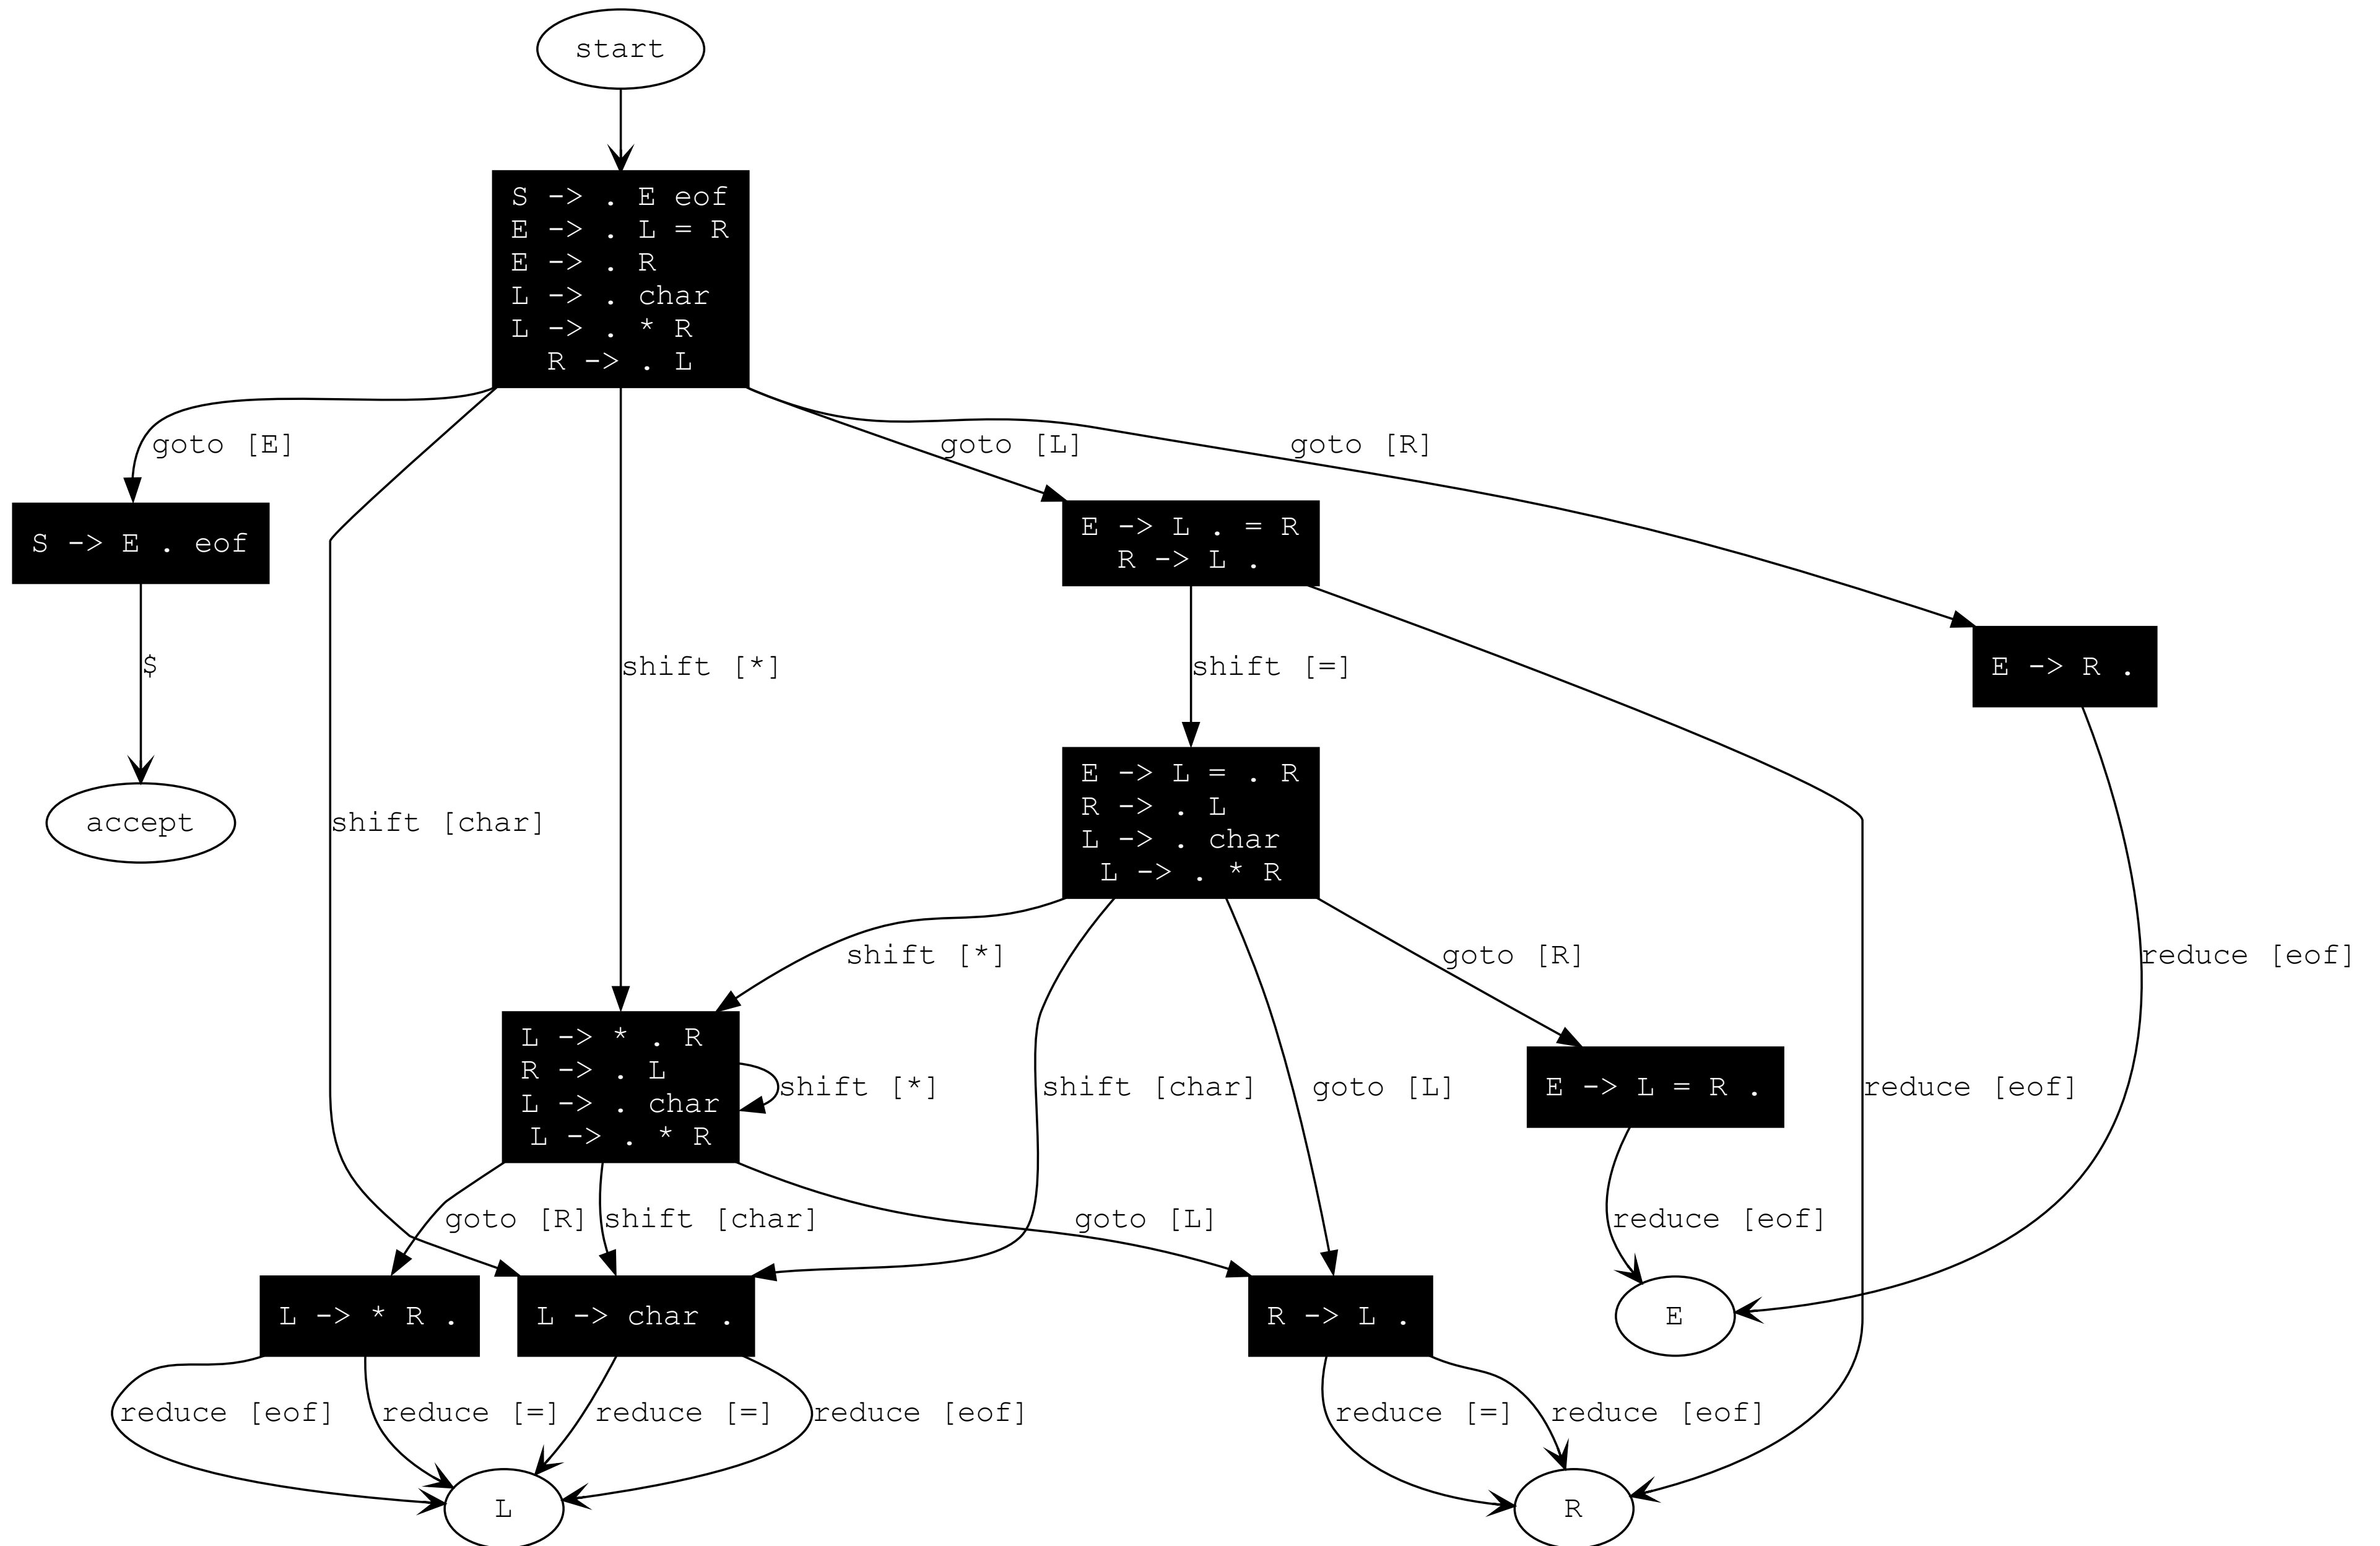 start
S -> . E eof
E -> . L = R
E -> . R
L -> . char
L -> . * R
R -> . L
goto [E]
goto [L]
goto [R]
S -> E . eof
E -> L . = R
R -> L .
$
shift [*]
shift [=]
E -> R .
accept
shift [char]
E -> L = . R
R -> . L
L -> . char
L -> . * R
shift [*]
goto [R]
reduce [eof]
L -> * . R
R -> . L
L -> . char
L -> . * R
shift [*]
shift [char]
goto [L]
E -> L = R .
reduce [eof]
goto [R]
shift [char]
goto [L]
reduce [eof]
L -> * R .
L -> char .
R -> L .
E
reduce [eof]
reduce [=]
reduce [=]
reduce [eof]
reduce [=]
reduce [eof]
L
R